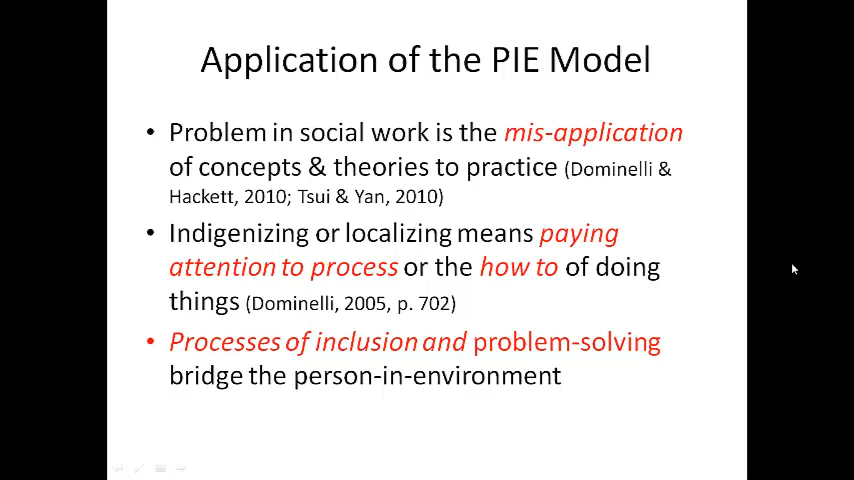 Application of the PIE Model
• Problem in social work is the mis-application
of concepts & theories to practice (Dominelli &
Hackett, 2010; Tsui & Yan, 2010)
• Indigenizing or localizing means paying
attention to process or the how to of doing
things (Dominelli, 2005, p. 702)
• Processes of inclusion and problem-solving
bridge the person-in-environment